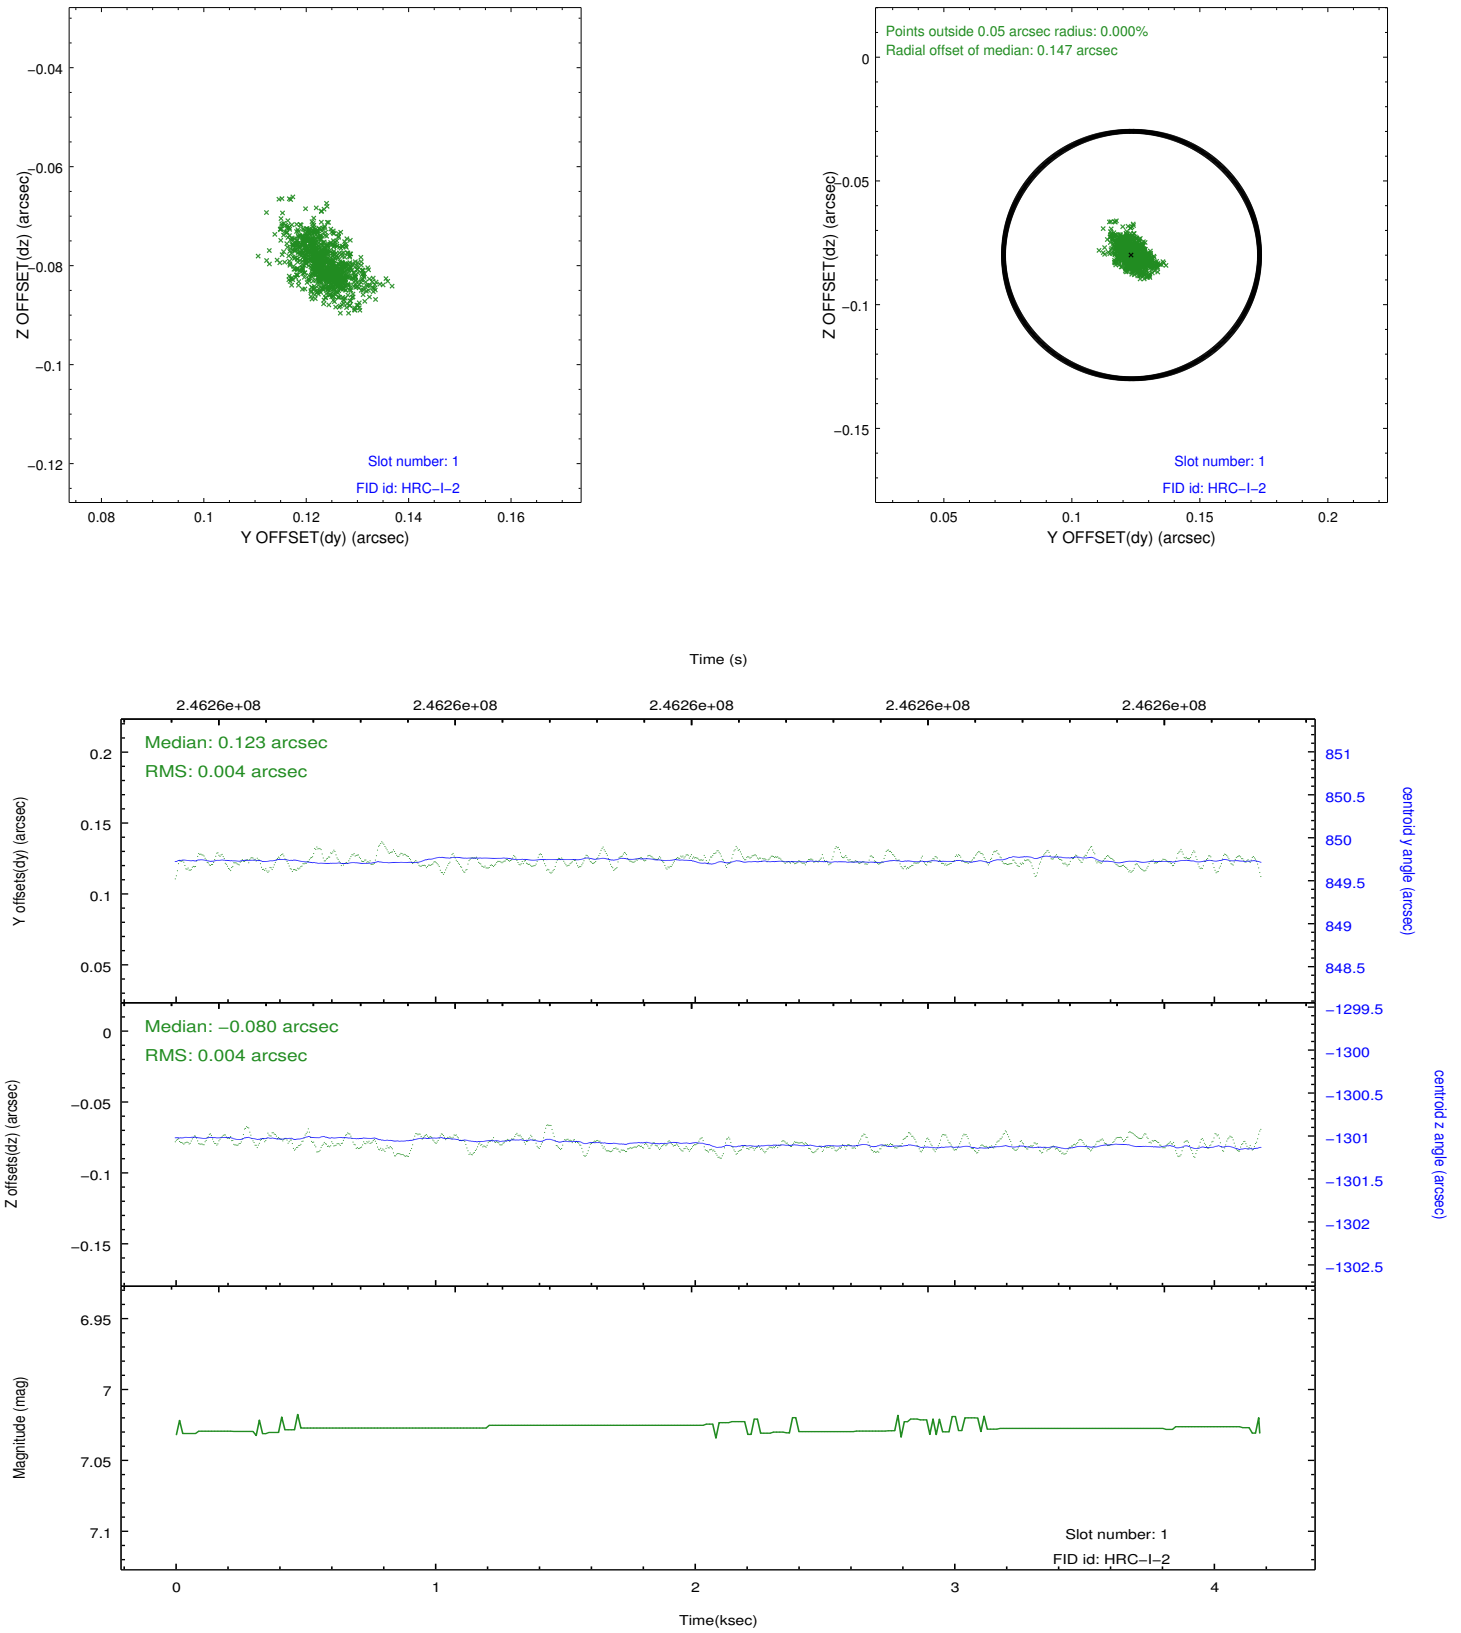 −0.04
−0.06
−0.08
−0.1
−0.12
Z OFFSET(dz) (arcsec)
Slot number: 1
FID id: HRC−I−2
0.08 0.1 0.12 0.14 0.16
Y OFFSET(dy) (arcsec)
Points outside 0.05 arcsec radius: 0.000%
Radial offset of median: 0.147 arcsec
0
−0.05
−0.1
−0.15
Z OFFSET(dz) (arcsec)
Slot number: 1
FID id: HRC−I−2
0.05 0.1 0.15 0.2
Y OFFSET(dy) (arcsec)
Time (s)
2.4626e+08 2.4626e+08 2.4626e+08 2.4626e+08 2.4626e+08
Median: 0.123 arcsec
RMS: 0.004 arcsec
0.2
0.15
0.1
0.05
Y offsets(dy) (arcsec)
851
850.5
850
849.5
849
848.5
centroid y angle (arcsec)
Median: −0.080 arcsec
RMS: 0.004 arcsec
0
−0.05
−0.1
−0.15
Z offsets(dz) (arcsec)
−1299.5
−1300
−1300.5
−1301
−1301.5
−1302
−1302.5
centroid z angle (arcsec)
6.95
7
7.05
7.1
Magnitude (mag)
Slot number: 1
FID id: HRC−I−2
0 1 2 3 4
Time(ksec)